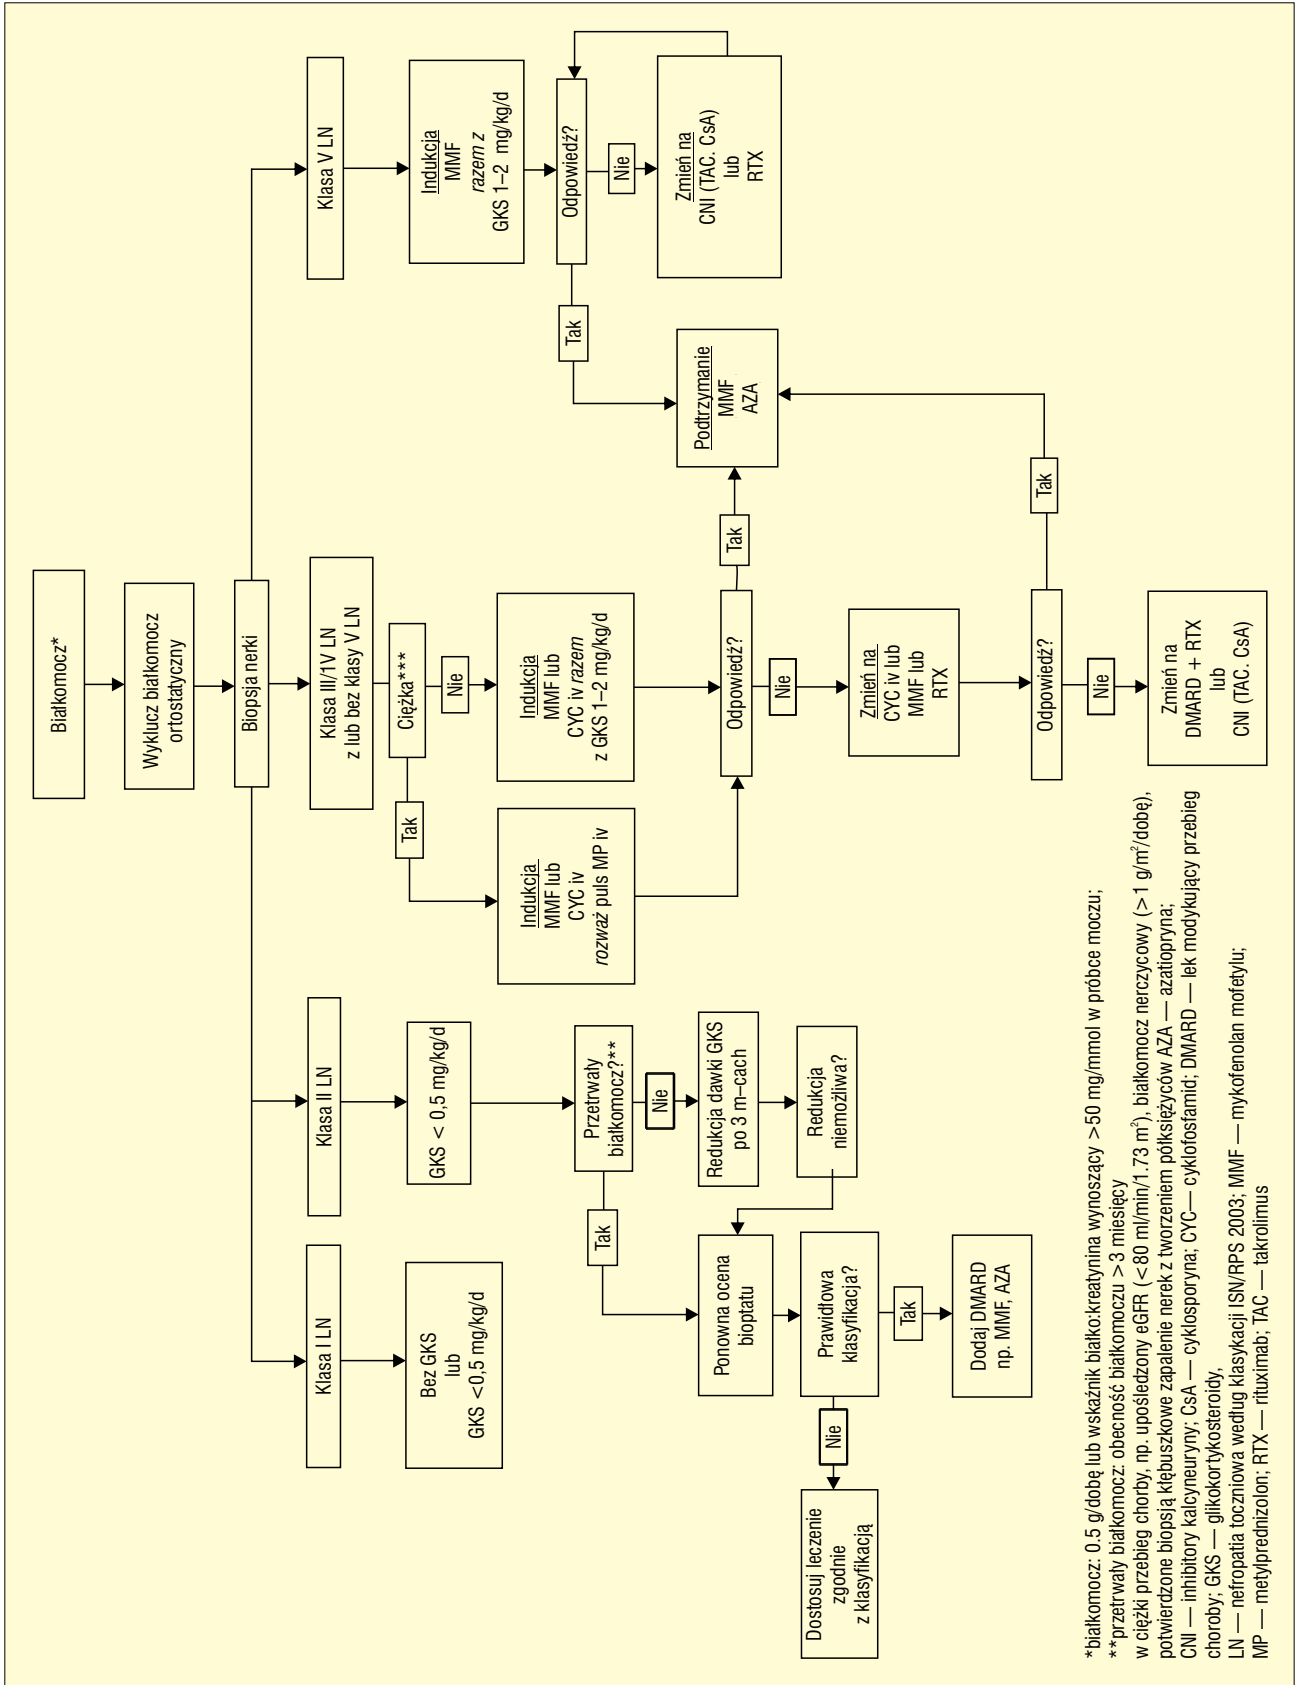 Białkomocz*
Wyklucz białkomocz
ortostatyczny
Biopsja nerki
Klasa I LN
Bez GKS
lub
GKS <0,5 mg/kg/d
Klasa II LN
GKS < 0,5 mg/kg/d
Przetrwały
białkomocz?**
Tak
Nie
Redukcja dawki GKS
po 3 m–cach
Redukcja
niemożliwa?
Ponowna ocena
bioptatu
Prawidłowa
klasyfikacja?
Nie
Tak
Dostosuj leczenie
zgodnie
z klasyfikacją
Dodaj DMARD
np. MMF, AZA
Klasa III/1V LN
z lub bez klasy V LN
Ciężka***
Tak
Nie
Indukcja
MMF lub
CYC iv
rozważ puls MP iv
Indukcja
MMF lub
CYC iv razem
z GKS 1–2 mg/kg/d
Odpowiedź?
Tak
Nie
Zmień na
CYC iv lub
MMF lub
RTX
Odpowiedź?
Tak
Nie
Zmień na
DMARD + RTX
lub
CNI (TAC. CsA)
Podtrzymanie
MMF
AZA
Klasa V LN
Indukcja
MMF
razem z
GKS 1–2 mg/kg/d
Odpowiedź?
Tak
Nie
Zmień na
CNI (TAC. CsA)
lub
RTX
*białkomocz: 0.5 g/dobę lub wskaźnik białko:kreatynina wynoszący >50 mg/mmol w próbce moczu;
**przetrwały białkomocz: obecność białkomoczu >3 miesięcy
w ciężki przebieg chorby, np. upośledzony eGFR (<80 ml/min/1.73 m²), białkomocz nerczycowy (>1 g/m²/dobę),
potwierdzone biopsją kłębuszkowe zapalenie nerek z tworzeniem półksiężyców AZA — azatiopryna;
CNI — inhibitory kalcyneuryny; CsA — cyklosporyna; CYC— cyklofosfamid; DMARD — lek modykujący przebieg
choroby; GKS — glikokortykosteroidy,
LN — nefropatia toczniowa według klasykacji ISN/RPS 2003; MMF — mykofenolan mofetylu;
MP — metylprednizolon; RTX — rituximab; TAC — takrolimus